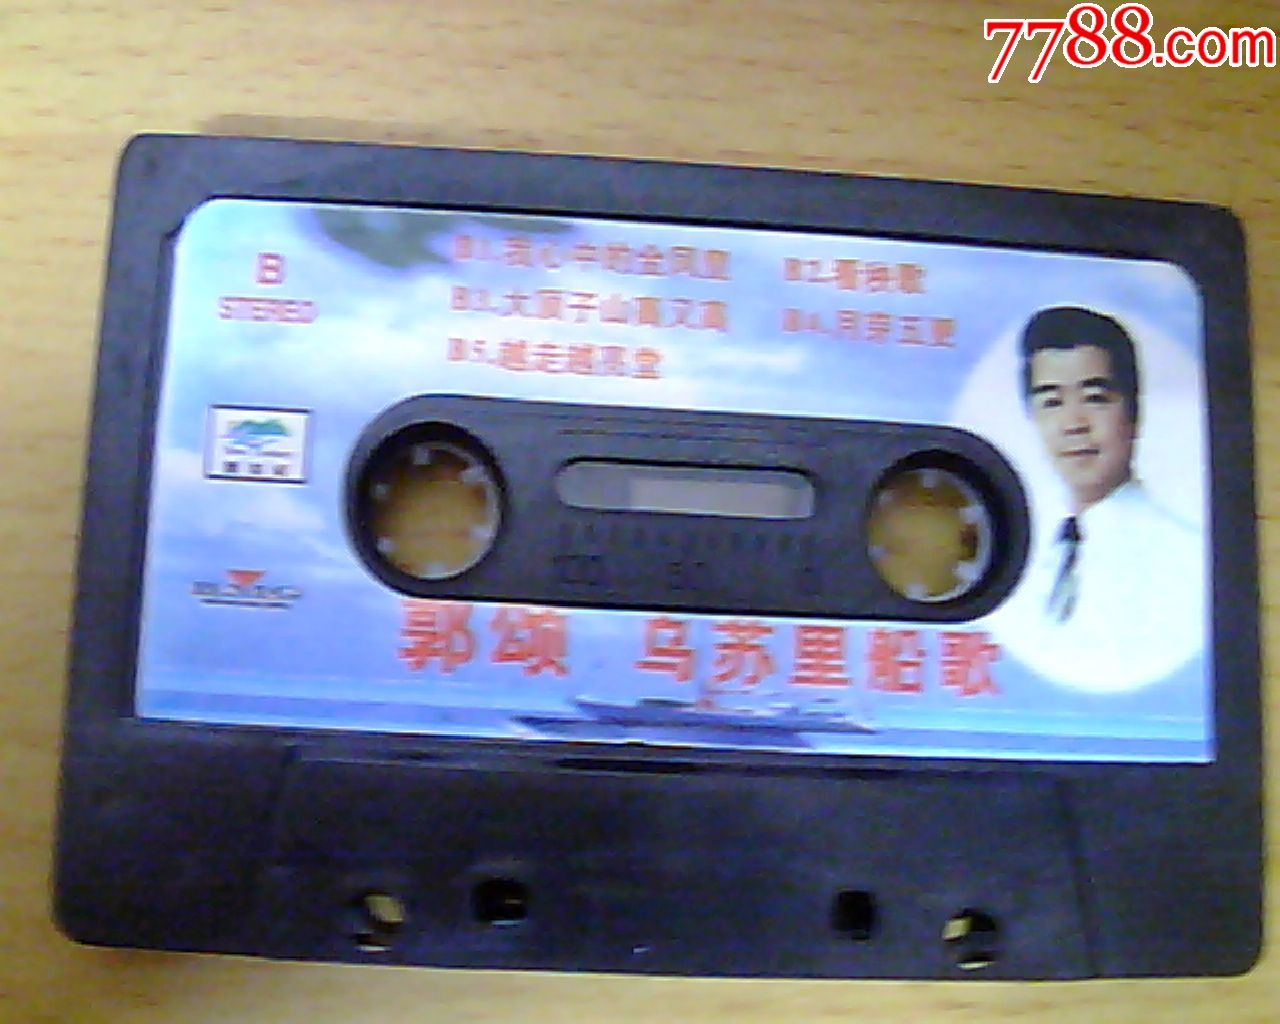 7788.com
B
STEREO
B1.我心中的金凤凰 B2.看秧歌
B3.大顶子山高又高 B4.月芽五更
B5.越走越亮堂
郭颂 乌苏里船歌